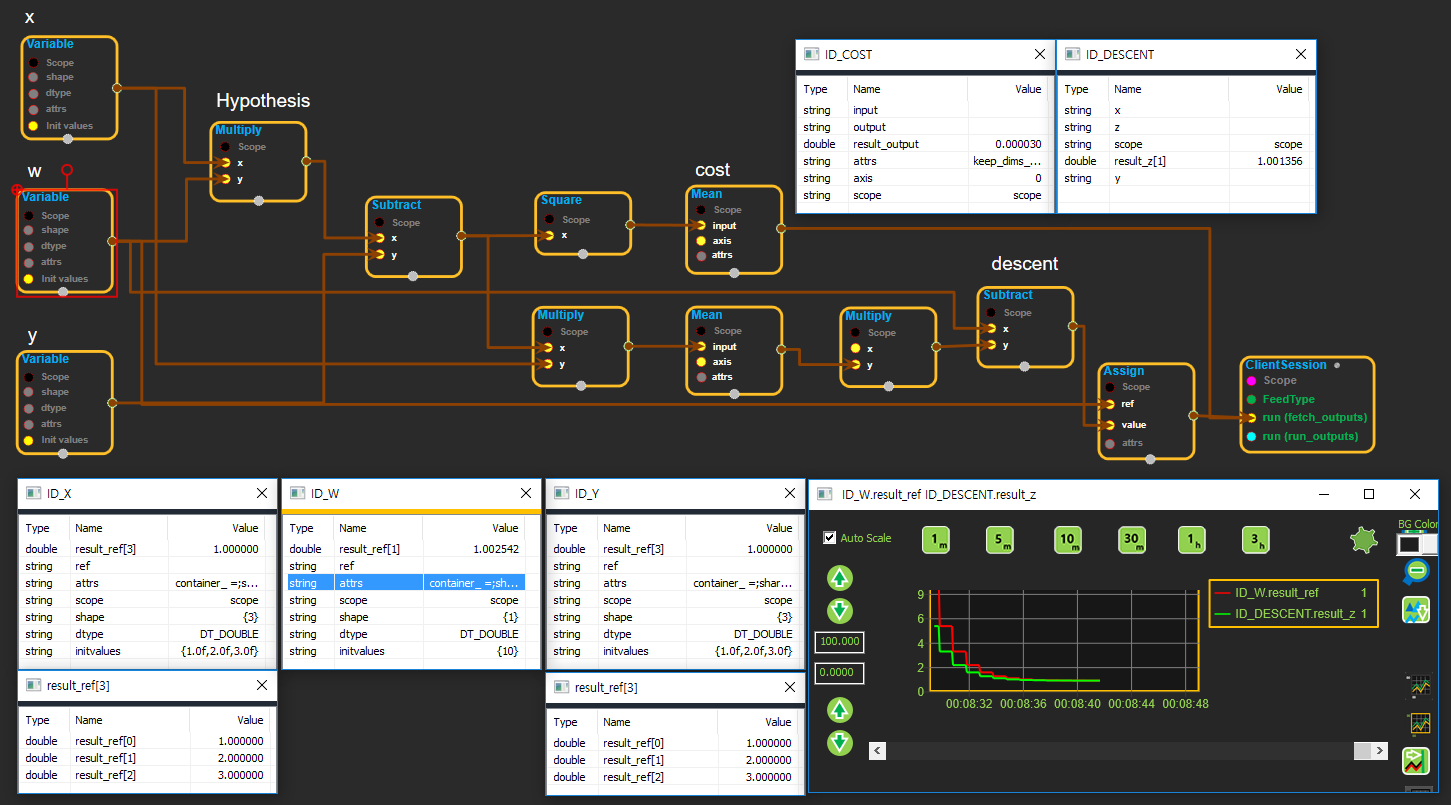 x
Variable
Scope
shape
dtype
attrs
Init values
Hypothesis
Multiply
Scope
x
y
w
Variable
Scope
shape
dtype
attrs
Init values
Subtract
Scope
x
y
Square
Scope
x
cost
Mean
Scope
input
axis
attrs
y
Variable
Scope
shape
dtype
attrs
Init values
Multiply
Scope
x
y
Mean
Scope
input
axis
attrs
Multiply
Scope
x
y
descent
Subtract
Scope
x
y
Assign
Scope
ref
value
attrs
ClientSession
Scope
FeedType
run (fetch_outputs)
run (run_outputs)
ID_COST
Type Name Value
string input
string output
double result_output 0.000030
string attrs keep_dims_...
string axis 0
string scope scope
ID_DESCENT
Type Name Value
string x
string z
string scope scope
double result_z[1] 1.001356
string y
ID_X
Type Name Value
double result_ref[3] 1.000000
string ref
string attrs container_ =;s...
string scope scope
string shape {3}
string dtype DT_DOUBLE
string initvalues {1.0f,2.0f,3.0f}
ID_W
Type Name Value
double result_ref[1] 1.002542
string ref
string attrs container_ =;shar...
string scope scope
string shape {1}
string dtype DT_DOUBLE
string initvalues {10}
ID_Y
Type Name Value
double result_ref[3] 1.000000
string ref
string attrs container_ =;shar...
string scope scope
string shape {3}
string dtype DT_DOUBLE
string initvalues {1.0f,2.0f,3.0f}
result_ref[3]
Type Name Value
double result_ref[0] 1.000000
double result_ref[1] 2.000000
double result_ref[2] 3.000000
result_ref[3]
Type Name Value
double result_ref[0] 1.000000
double result_ref[1] 2.000000
double result_ref[2] 3.000000
ID_W.result_ref ID_DESCENT.result_z
Auto Scale
1 m
5 m
10 m
30 m
1 h
3 h
BG Color
100.000
0.0000
9
6
4
2
0
00:08:32 00:08:36 00:08:40 00:08:44 00:08:48
ID_W.result_ref 1
ID_DESCENT.result_z 1